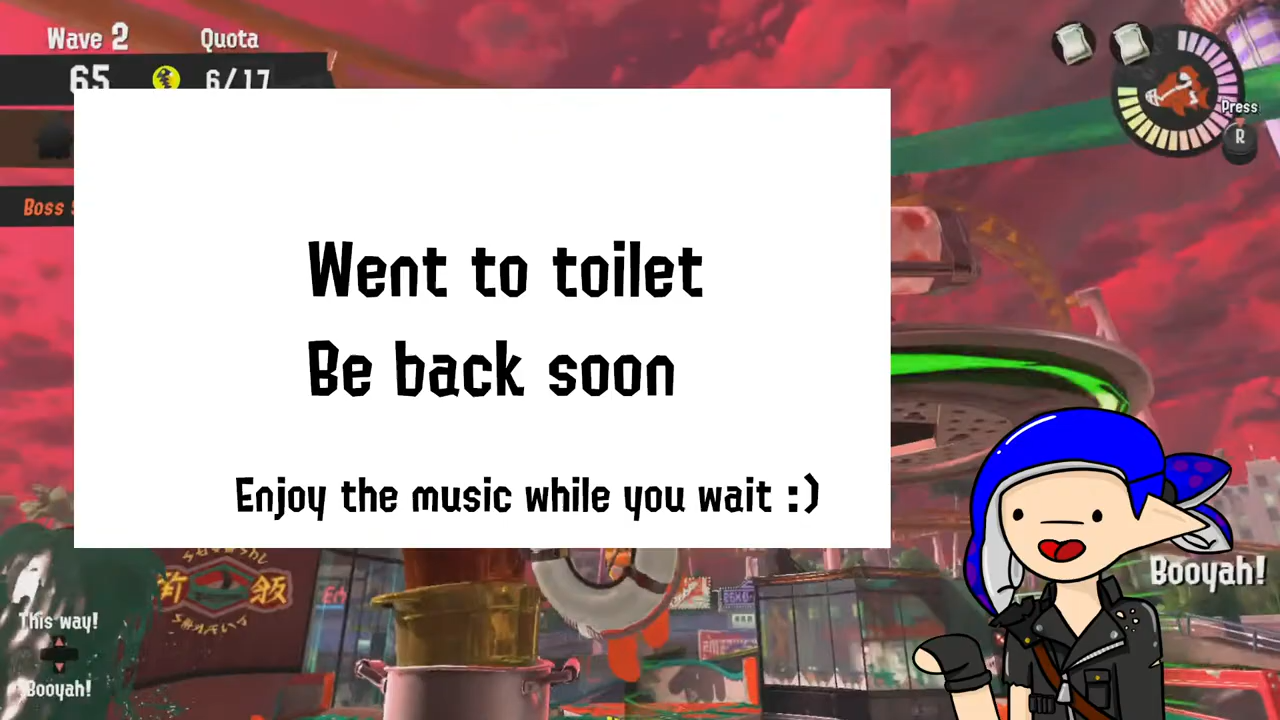 Wave 2
Quota
65
6/17
Press
R
Boss
Went to toilet
Be back soon
Enjoy the music while you wait :)
Booyah!
This way!
Booyah!